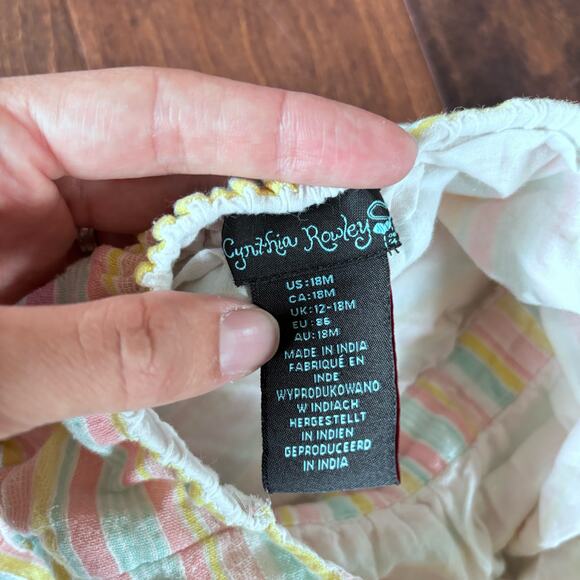 Cynthia Rowley
US: 18M
CA: 18M
UK: 12-18M
EU: 86
AU: 18M
MADE IN INDIA
FABRIQUÉ EN
INDE
WYPRODUKOWANO
W INDIACH
HERGESTELLT
IN INDIEN
GEPRODUCEERD
IN INDIA